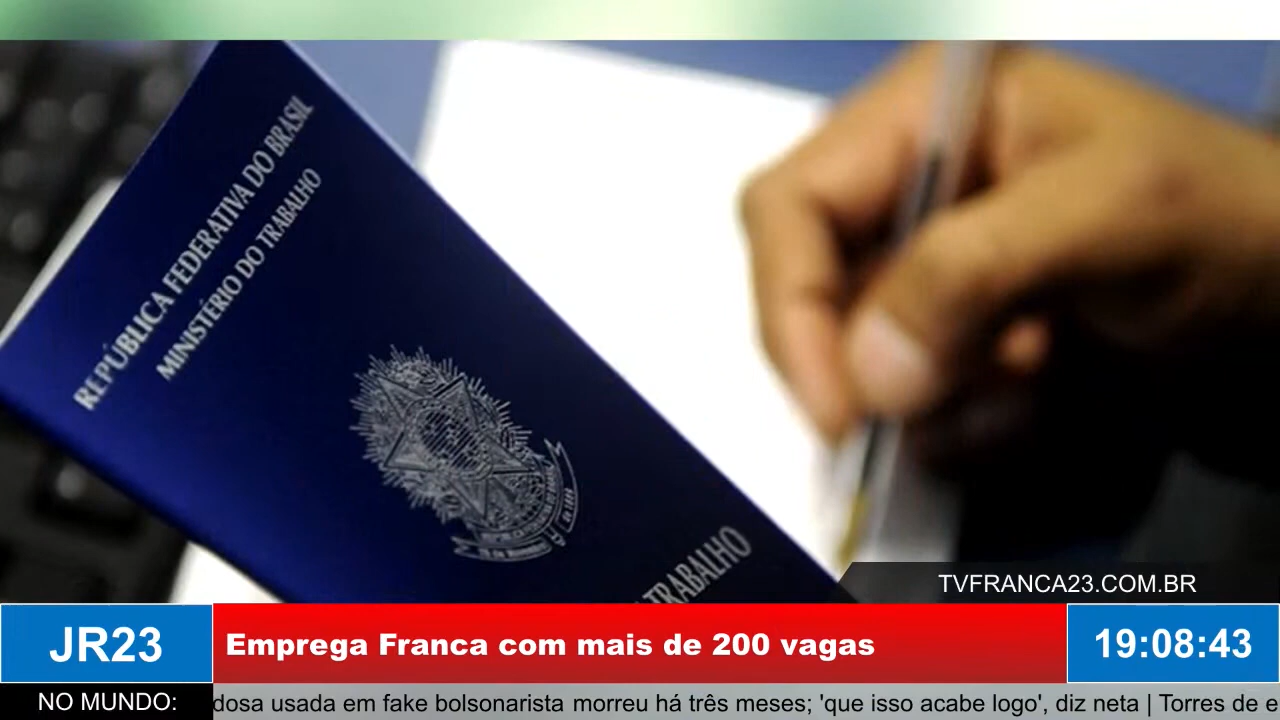 REPÚBLICA FEDERATIVA DO BRASIL
MINISTÉRIO DO TRABALHO
TRABALHO
TVFRANCA23.COM.BR
JR23
Emprega Franca com mais de 200 vagas
19:08:43
NO MUNDO:
dosa usada em fake bolsonarista morreu há três meses; 'que isso acabe logo', diz neta | Torres de e